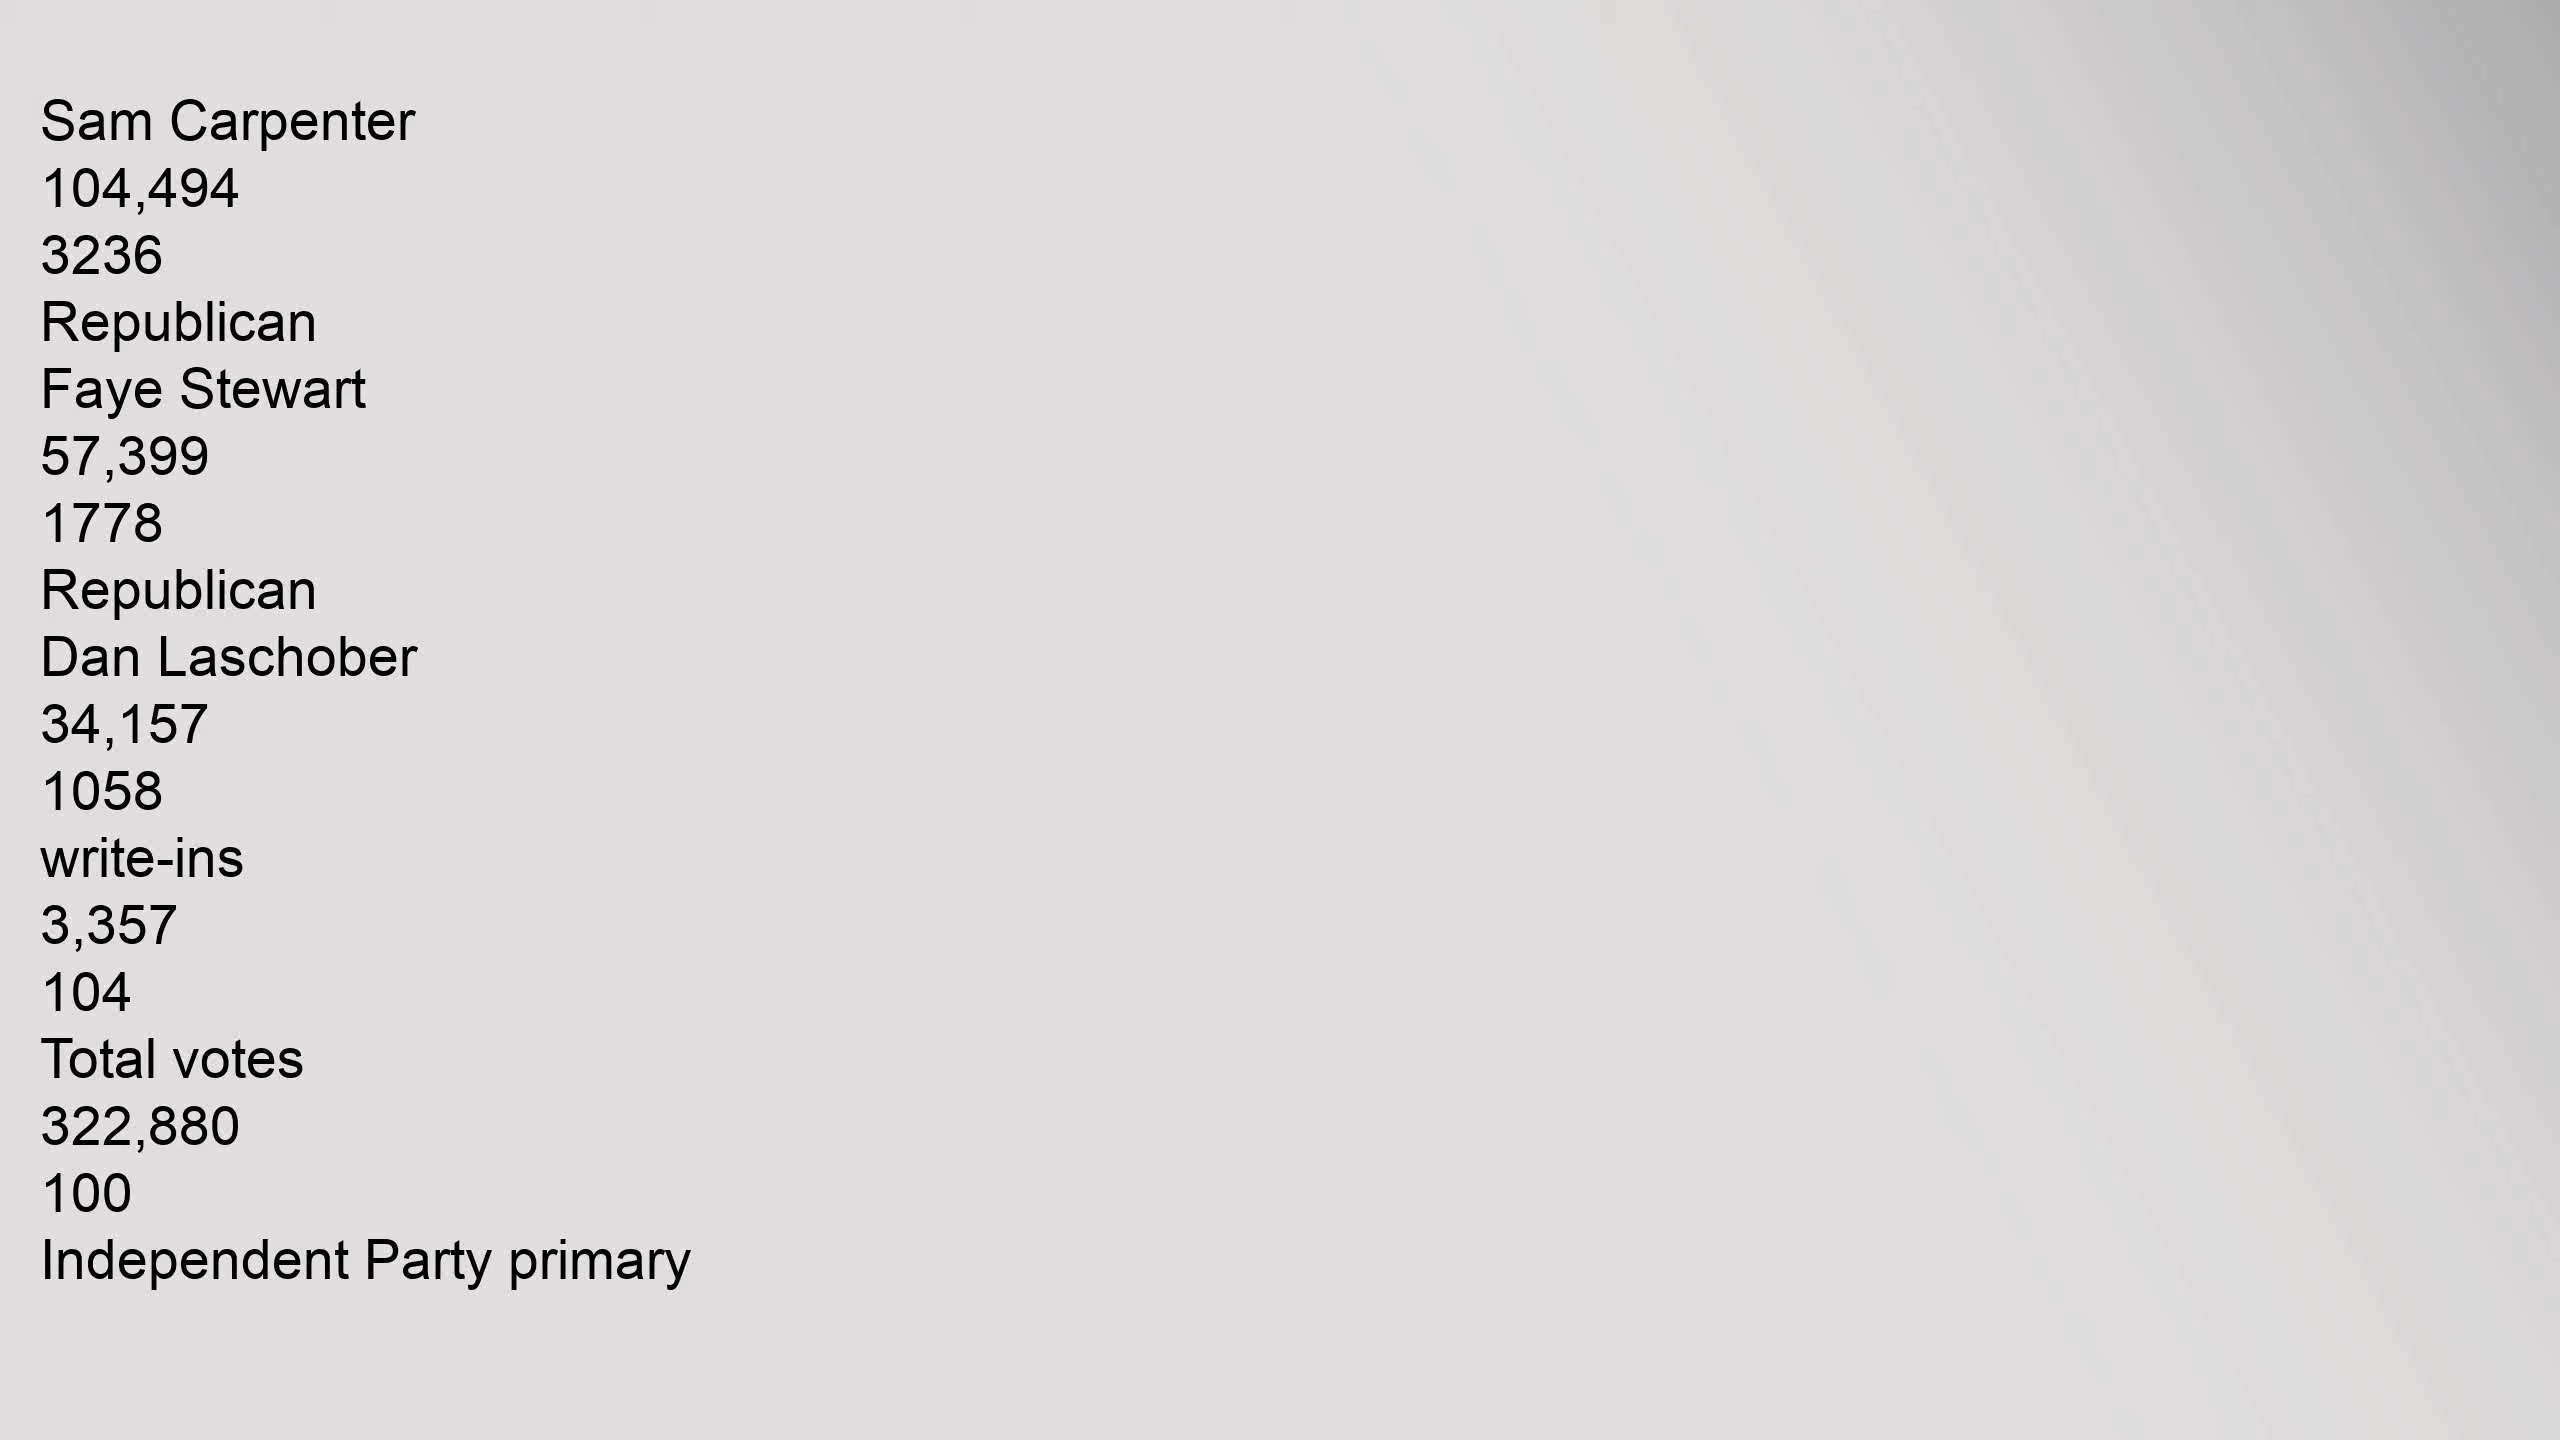 Sam Carpenter
104,494
3236
Republican
Faye Stewart
57,399
1778
Republican
Dan Laschober
34,157
1058
write-ins
3,357
104
Total votes
322,880
100
Independent Party primary